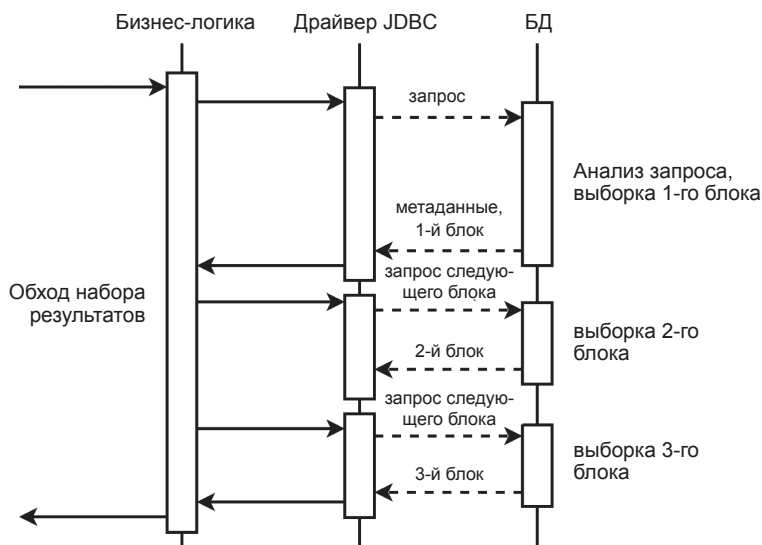 Бизнес-логика
Драйвер JDBC
БД
запрос
Анализ запроса,
выборка 1-го блока
метаданные,
1-й блок
запрос следую-
щего блока
Обход набора
результатов
выборка 2-го
блока
2-й блок
запрос следую-
щего блока
выборка 3-го
блока
3-й блок